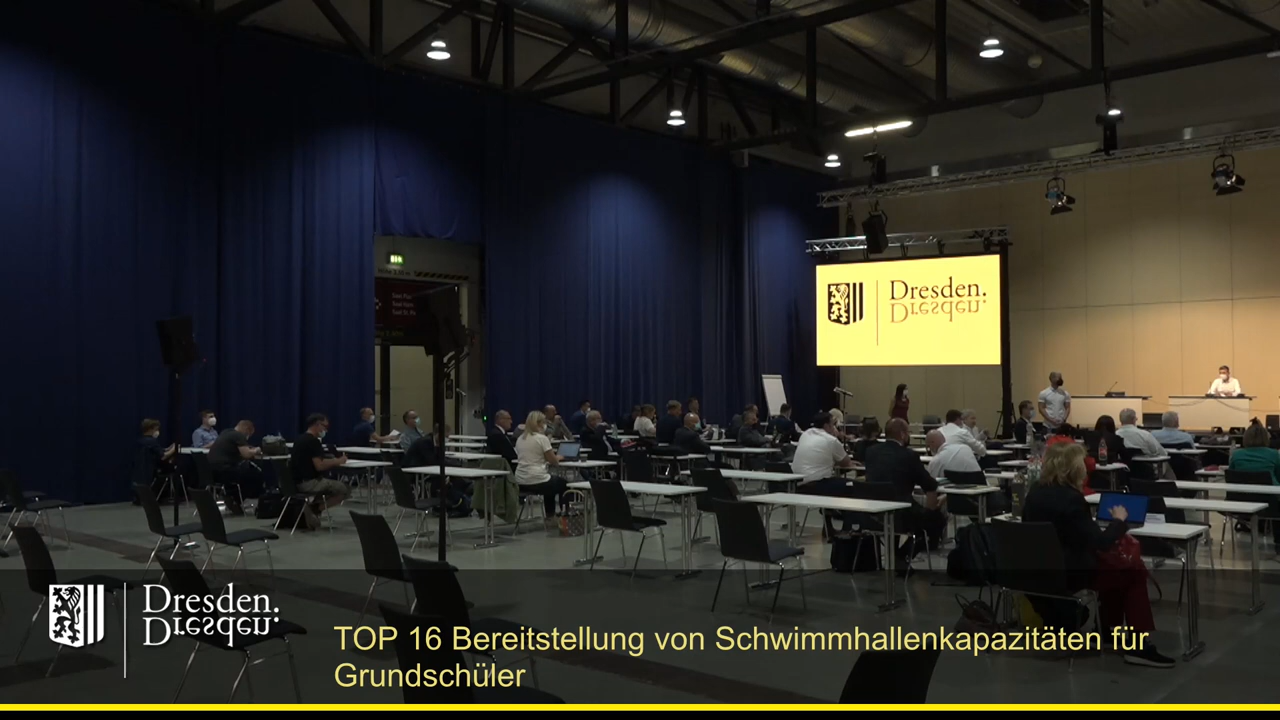 Dresden.
Dresden.
Dresden.
Dresden.
TOP 16 Bereitstellung von Schwimmhallenkapazitäten für
Grundschüler